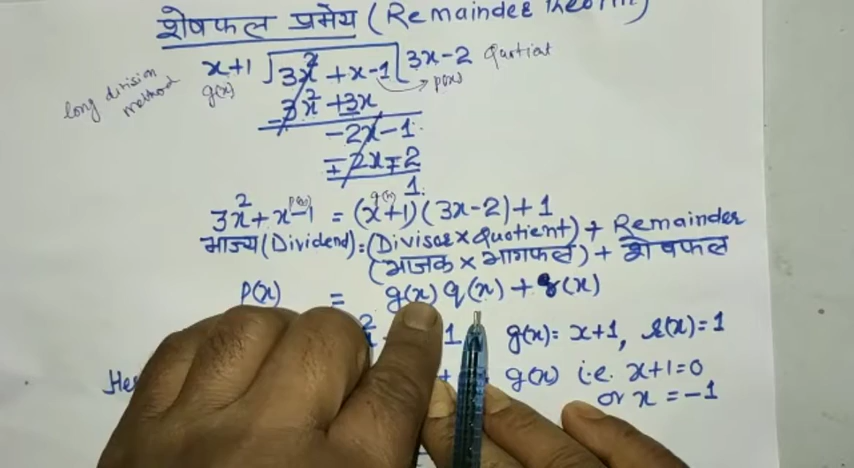 शेषफल प्रमेय (Remainder Theorem)
x+1 ) 3x² + x - 1 ( 3x - 2 Quotient
g(x) → p(x)
long division method
- 3x² + 3x
- 2x - 1
∓ 2x ∓ 2
1
p(x) g(x)
3x² + x - 1 = (x+1) (3x-2) + 1
भाज्य (Dividend) = (Divisor × Quotient) + Remainder
(भाजक × भागफल) + शेषफल
p(x) = g(x) q(x) + r(x)
1 g(x) = x+1, r(x) = 1
g(x) i.e. x+1=0
or x = -1